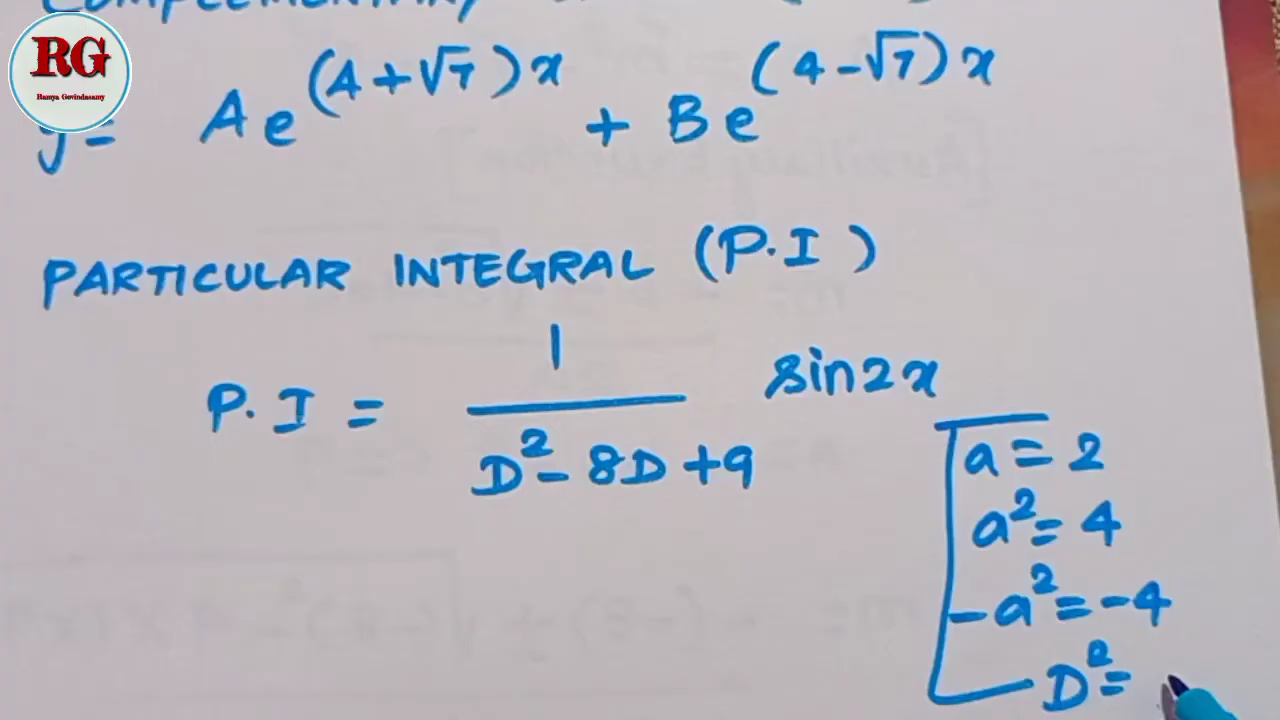 RG
Ramya Govindasamy
COMPLEMENTARY
y = Ae^(4+√7)x + Be^(4-√7)x
PARTICULAR INTEGRAL (P.I)
P.I = 1/(D²-8D+9) sin2x
a = 2
a² = 4
-a² = -4
D² =